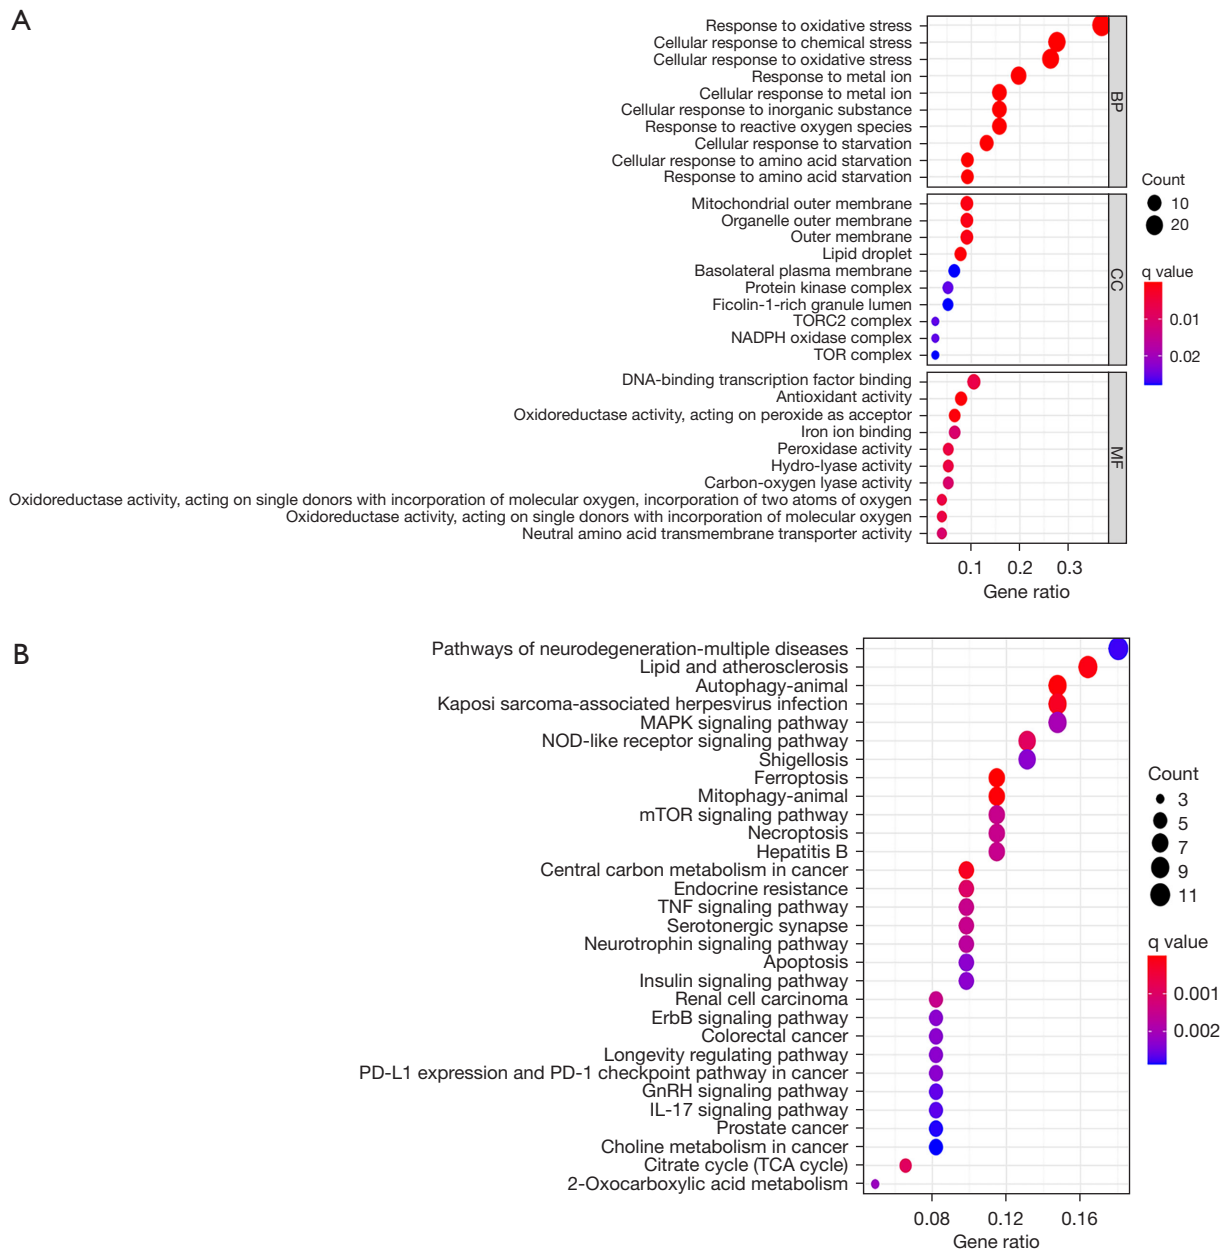 A
Response to oxidative stress
Cellular response to chemical stress
Cellular response to oxidative stress
Response to metal ion
Cellular response to metal ion
Cellular response to inorganic substance
Response to reactive oxygen species
Cellular response to starvation
Cellular response to amino acid starvation
Response to amino acid starvation
BP
Mitochondrial outer membrane
Organelle outer membrane
Outer membrane
Lipid droplet
Basolateral plasma membrane
Protein kinase complex
Ficolin-1-rich granule lumen
TORC2 complex
NADPH oxidase complex
TOR complex
CC
DNA-binding transcription factor binding
Antioxidant activity
Oxidoreductase activity, acting on peroxide as acceptor
Iron ion binding
Peroxidase activity
Hydro-lyase activity
Carbon-oxygen lyase activity
Oxidoreductase activity, acting on single donors with incorporation of molecular oxygen, incorporation of two atoms of oxygen
Oxidoreductase activity, acting on single donors with incorporation of molecular oxygen
Neutral amino acid transmembrane transporter activity
MF
0.1 0.2 0.3
Gene ratio
Count
10
20
q value
0.01
0.02
B
Pathways of neurodegeneration-multiple diseases
Lipid and atherosclerosis
Autophagy-animal
Kaposi sarcoma-associated herpesvirus infection
MAPK signaling pathway
NOD-like receptor signaling pathway
Shigellosis
Ferroptosis
Mitophagy-animal
mTOR signaling pathway
Necroptosis
Hepatitis B
Central carbon metabolism in cancer
Endocrine resistance
TNF signaling pathway
Serotonergic synapse
Neurotrophin signaling pathway
Apoptosis
Insulin signaling pathway
Renal cell carcinoma
ErbB signaling pathway
Colorectal cancer
Longevity regulating pathway
PD-L1 expression and PD-1 checkpoint pathway in cancer
GnRH signaling pathway
IL-17 signaling pathway
Prostate cancer
Choline metabolism in cancer
Citrate cycle (TCA cycle)
2-Oxocarboxylic acid metabolism
0.08 0.12 0.16
Gene ratio
Count
3
5
7
9
11
q value
0.001
0.002